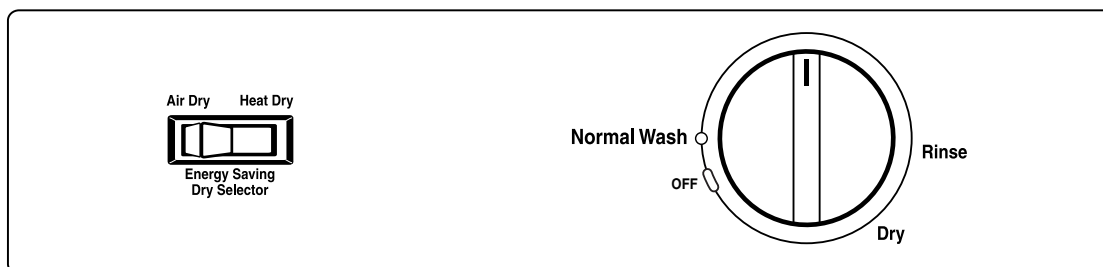 Air Dry
Heat Dry
Energy Saving
Dry Selector
Normal Wash
OFF
Rinse
Dry